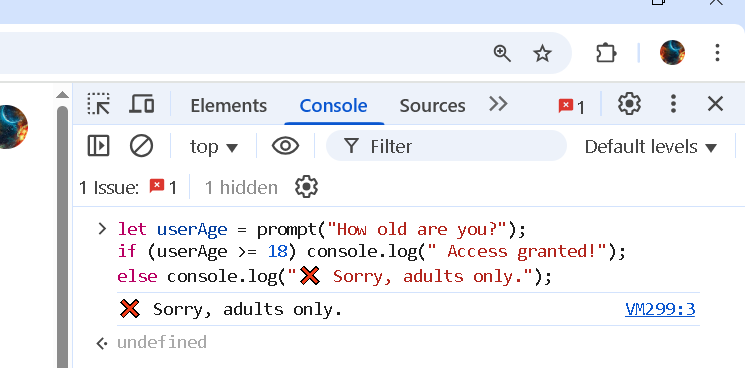 Elements Console Sources 1
top Filter Default levels
1 Issue: 1 1 hidden
let userAge = prompt("How old are you?");
if (userAge >= 18) console.log(" Access granted!");
else console.log("❌ Sorry, adults only.");
❌ Sorry, adults only. VM299:3
undefined